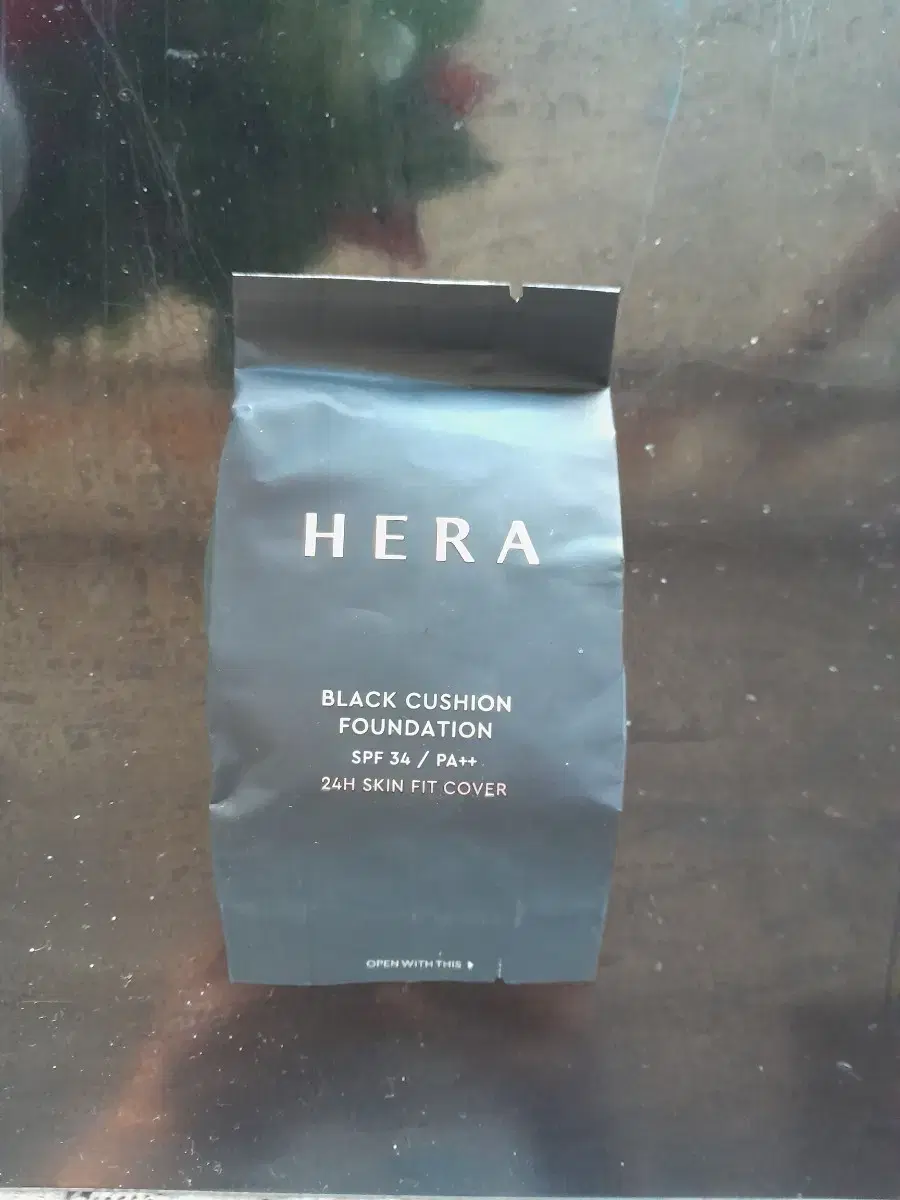 HERA
BLACK CUSHION
FOUNDATION
SPF 34 / PA++
24H SKIN FIT COVER
OPEN WITH THIS